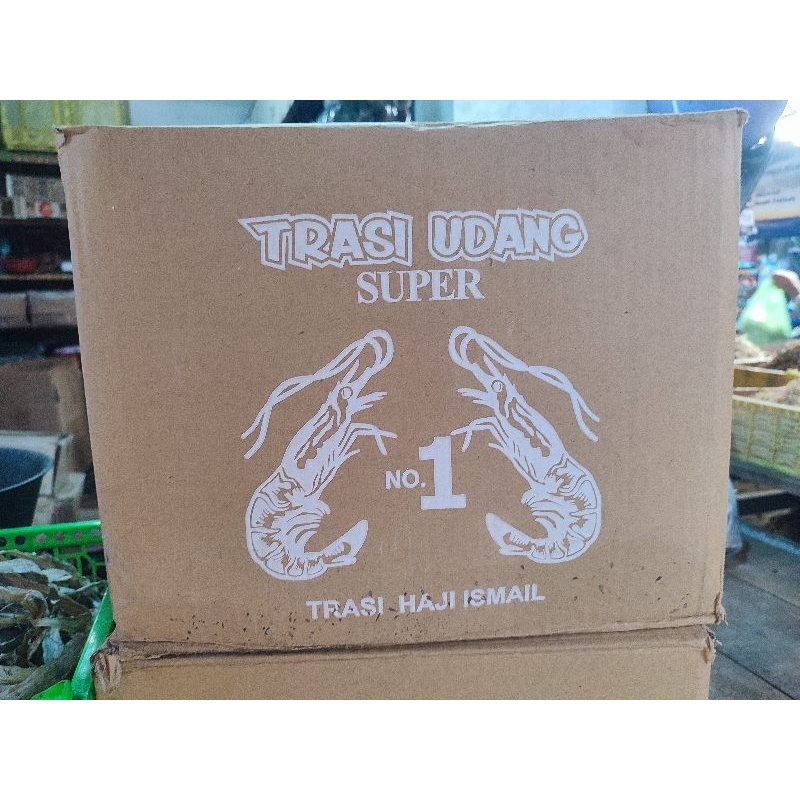 TRASI UDANG
SUPER
NO. 1
TRASI HAJI ISMAIL